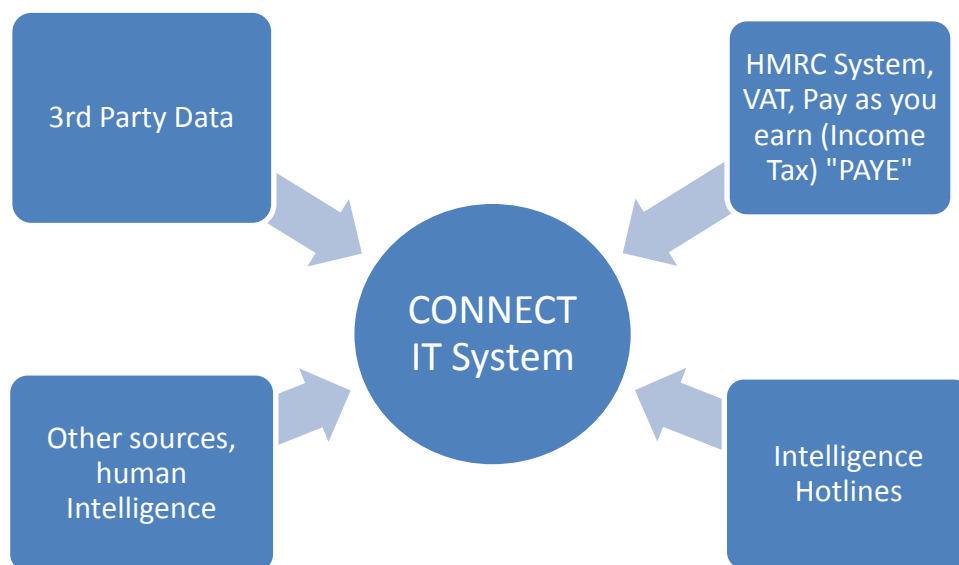 3rd Party Data
HMRC System,
VAT, Pay as you
earn (Income
Tax) "PAYE"
CONNECT
IT System
Other sources,
human
Intelligence
Intelligence
Hotlines